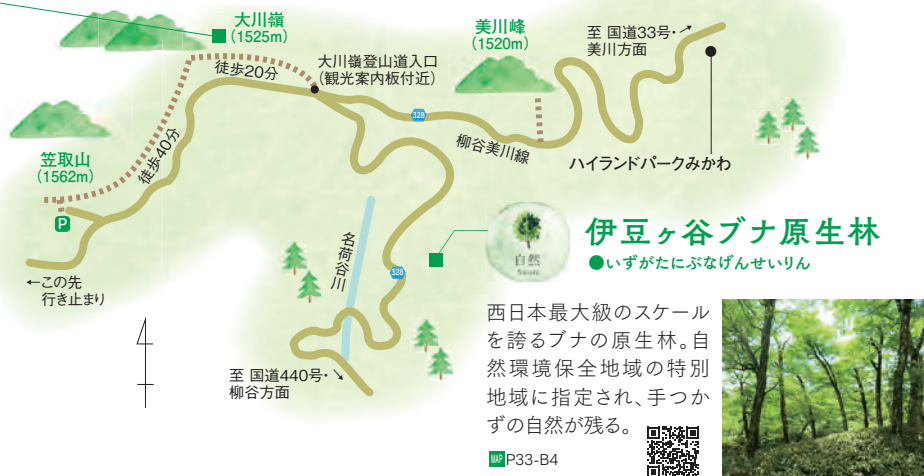 大川嶺
(1525m)
美川峰
(1520m)
至 国道33号・↗
美川方面
徒歩20分
大川嶺登山道入口
(観光案内板付近)
328
柳谷美川線
ハイランドパークみかわ
笠取山
(1562m)
徒歩40分
P
←この先
行き止まり
名荷谷川
328
至 国道440号・↘
柳谷方面
自然
伊豆ヶ谷ブナ原生林
●いずがたにぶなげんせいりん
西日本最大級のスケール
を誇るブナの原生林。自
然環境保全地域の特別
地域に指定され、手つか
ずの自然が残る。
MAP P33-B4